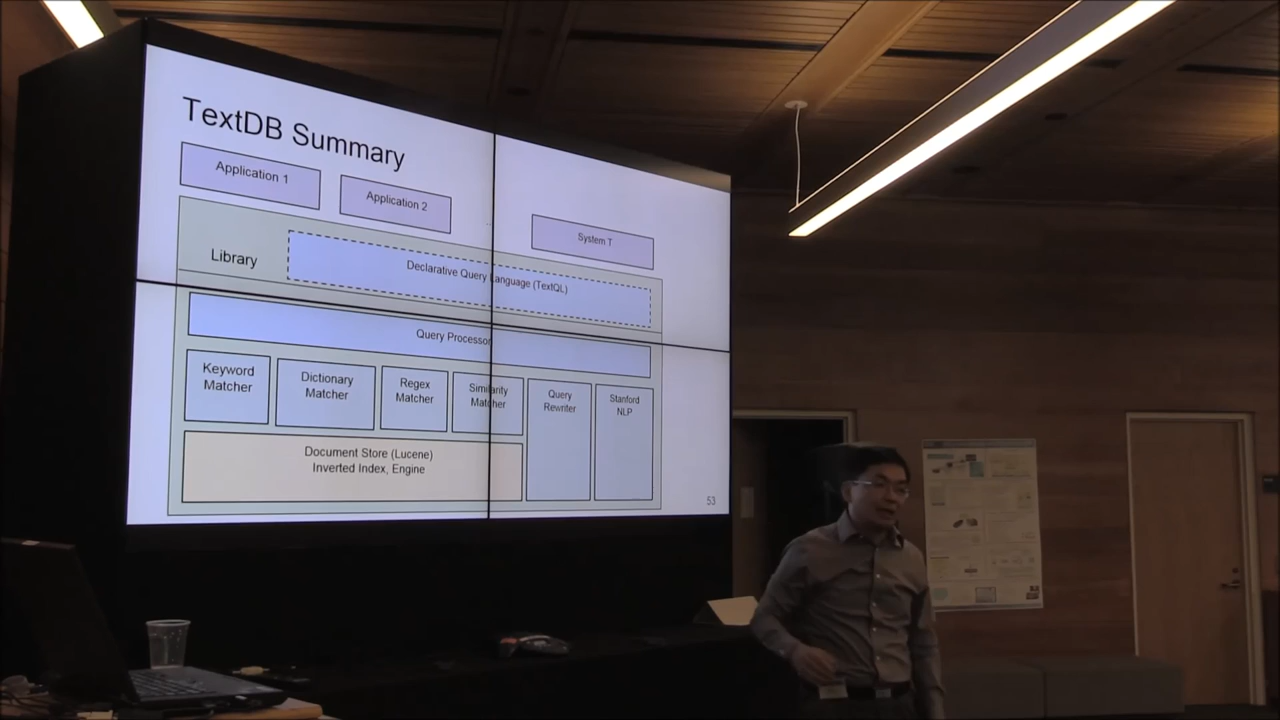 TextDB Summary
Application 1
Application 2
System T
Library
Declarative Query Language (TextQL)
Query Processor
Keyword
Matcher
Dictionary
Matcher
Regex
Matcher
Similarity
Matcher
Query
Rewriter
Stanford
NLP
Document Store (Lucene)
Inverted Index, Engine
53